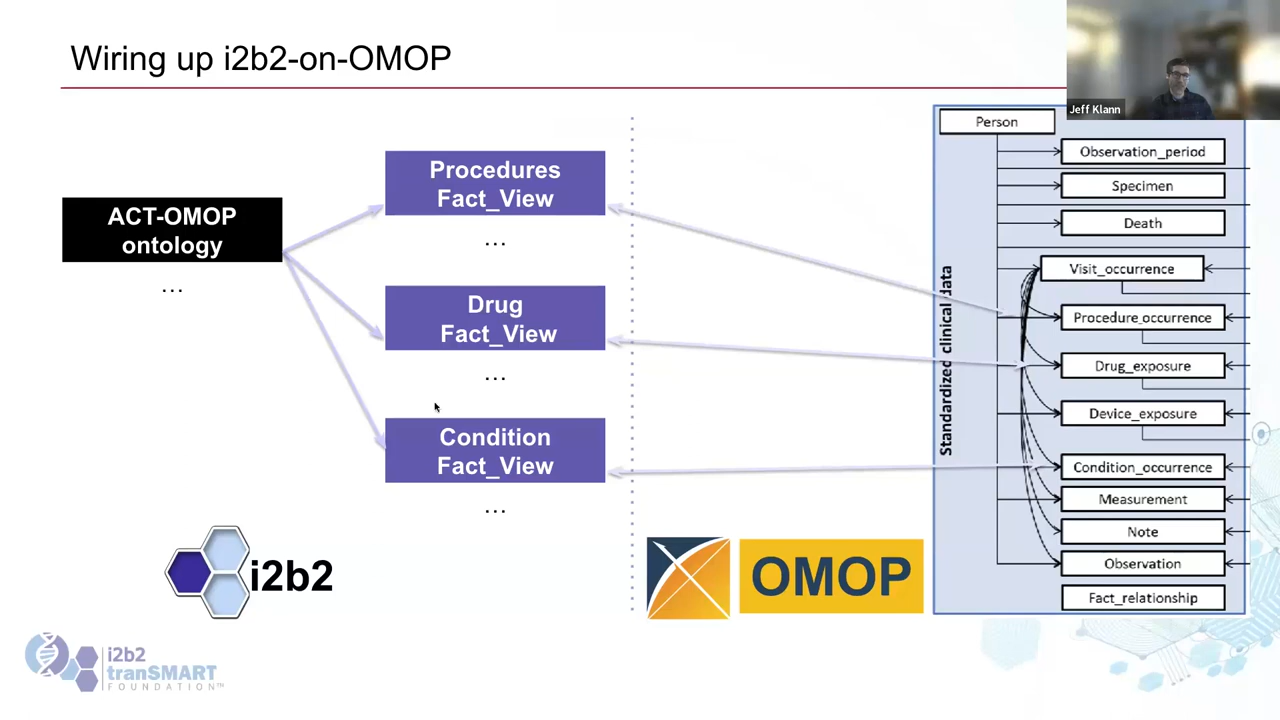 Wiring up i2b2-on-OMOP
Jeff Klann
ACT-OMOP
ontology
...
Procedures
Fact_View
...
Drug
Fact_View
...
Condition
Fact_View
...
i2b2
OMOP
Standardized clinical data
Person
Observation_period
Specimen
Death
Visit_occurrence
Procedure_occurrence
Drug_exposure
Device_exposure
Condition_occurrence
Measurement
Note
Observation
Fact_relationship
i2b2
tranSMART
FOUNDATION™